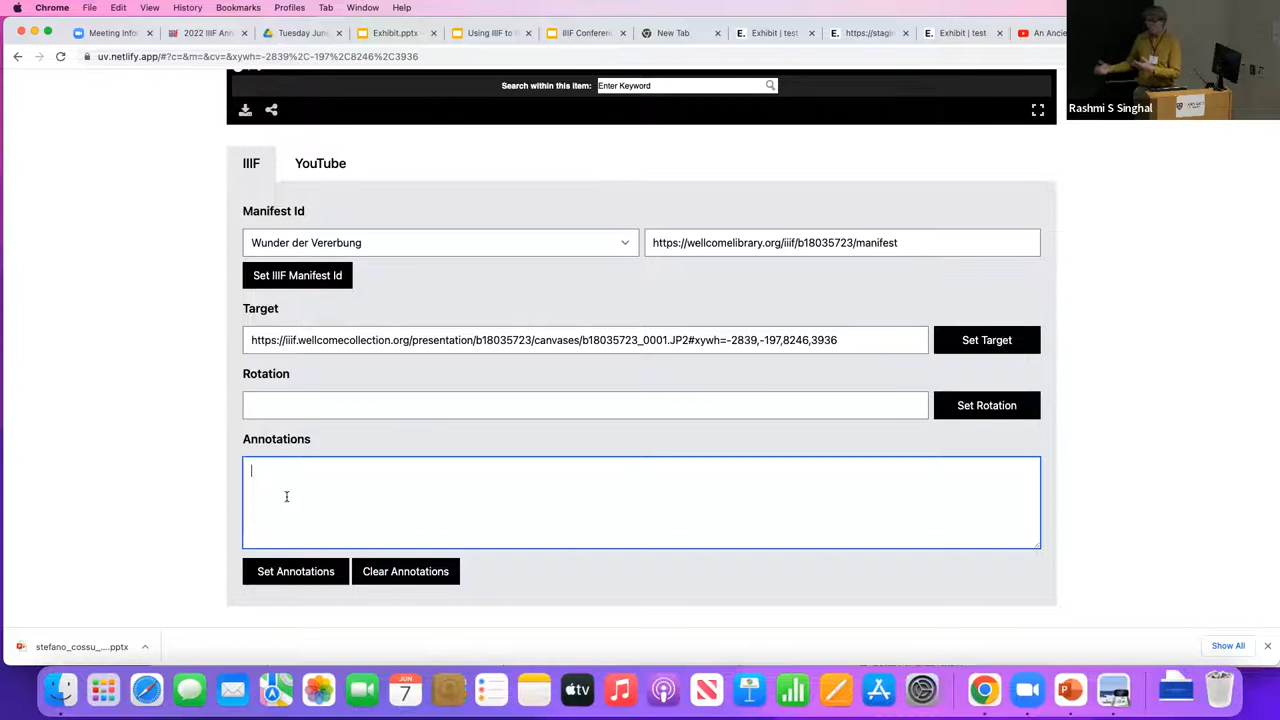 Chrome File Edit View History Bookmarks Profiles Tab Window Help
Meeting Infor
2022 IIIF Ann
Tuesday June
Exhibit.pptx
Using IIIF to
IIIF Conferen
New Tab
Exhibit | test
https://stagin
Exhibit | test
An Ancie
uv.netlify.app/#?c=&m=&cv=&xywh=-2839%2C-197%2C8246%2C3936
Search within this item: Enter Keyword
Rashmi S Singhal
IIIF YouTube
Manifest Id
Wunder der Vererbung
https://wellcomelibrary.org/iiif/b18035723/manifest
Set IIIF Manifest Id
Target
https://iiif.wellcomecollection.org/presentation/b18035723/canvases/b18035723_0001.JP2#xywh=-2839,-197,8246,3936
Set Target
Rotation
Set Rotation
Annotations
Set Annotations Clear Annotations
stefano_cossu_....pptx
Show All
JUN
7
tv